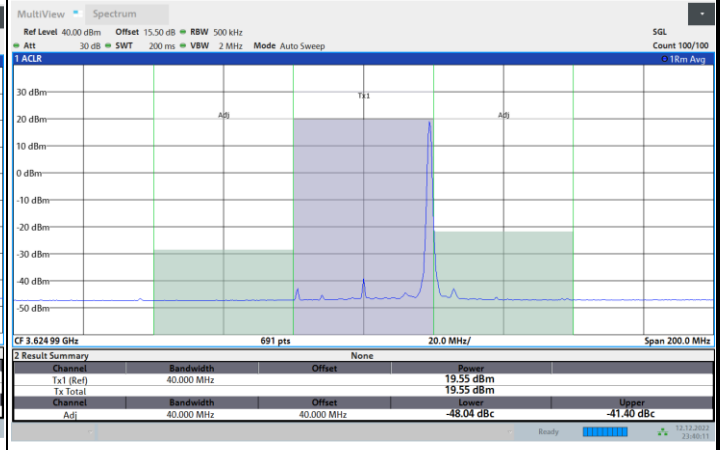 MultiView Spectrum
Ref Level 40.00 dBm Offset 15.50 dB RBW 500 kHz SGL
Att 30 dB SWT 200 ms VBW 2 MHz Mode Auto Sweep Count 100/100
1 ACLR 1Rm Avg
30 dBm
Tx1
20 dBm Adj Adj
10 dBm
0 dBm
-10 dBm
-20 dBm
-30 dBm
-40 dBm
-50 dBm
CF 3.624 99 GHz 691 pts 20.0 MHz/ Span 200.0 MHz
2 Result Summary None
Channel Bandwidth Offset Power
Tx1 (Ref) 40.000 MHz 19.55 dBm
Tx Total 19.55 dBm
Channel Bandwidth Offset Lower Upper
Adj 40.000 MHz 40.000 MHz -48.04 dBc -41.40 dBc
Ready 12.12.2022
23:40:11